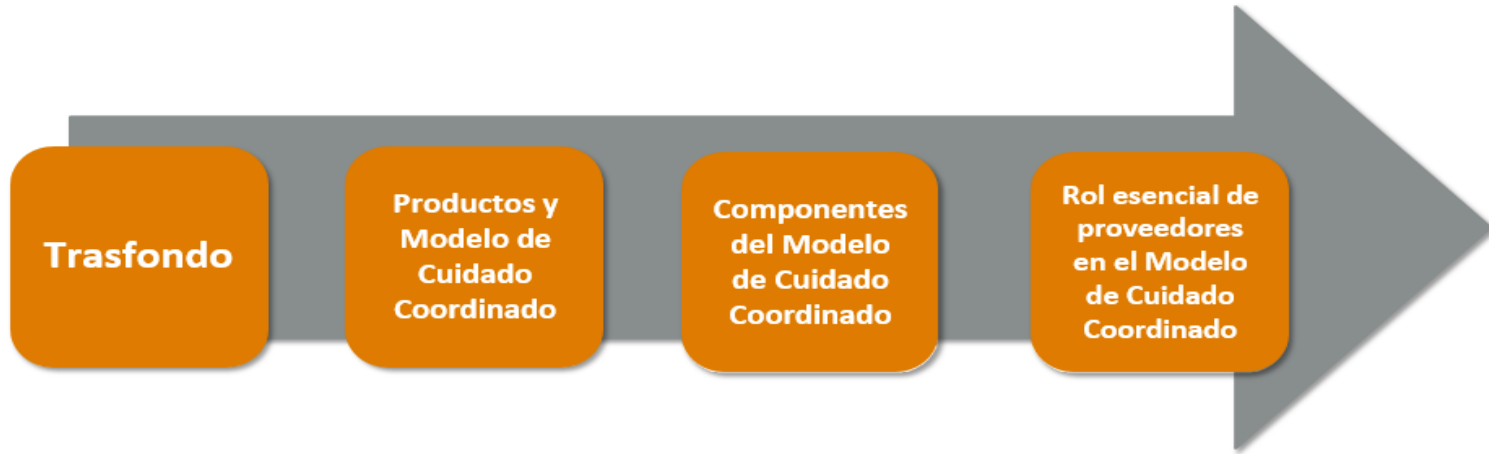 Trasfondo
Productos y
Modelo de
Cuidado
Coordinado
Componentes
del Modelo
de Cuidado
Coordinado
Rol esencial de
proveedores
en el Modelo
de Cuidado
Coordinado